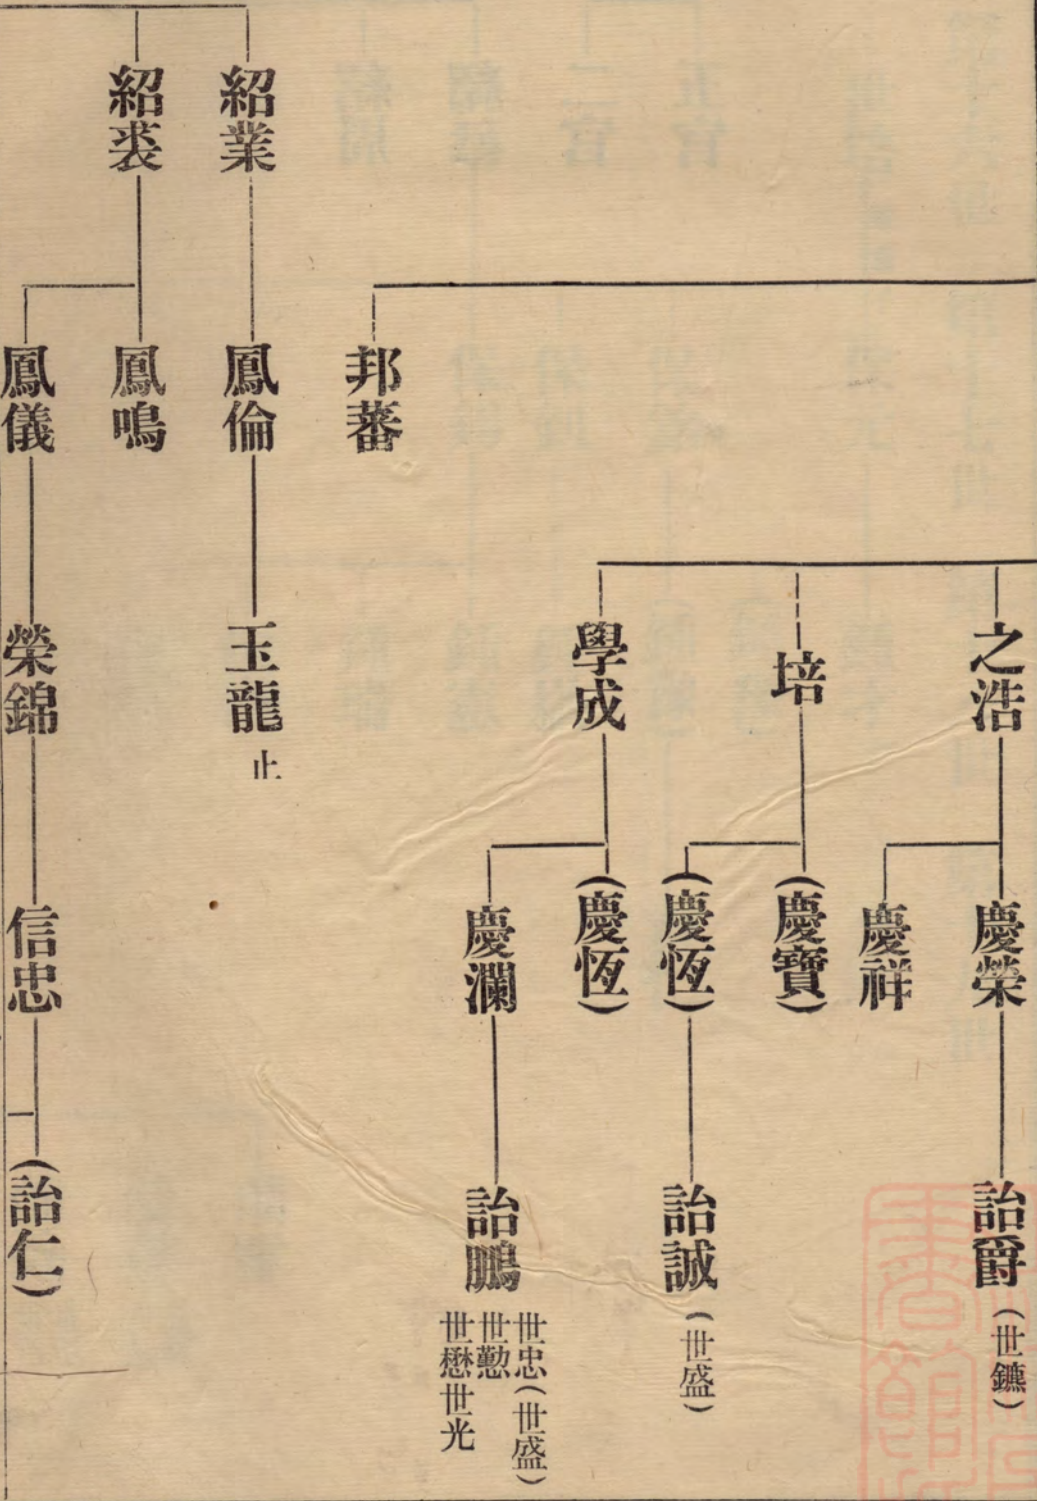 之浩
慶榮
詒爵
(世鑣)
慶祥
培
(慶寶)
(慶恆)
詒誠
(世盛)
學成
(慶恆)
慶瀾
詒鵬
世忠(世盛)
世懃
世懋世光
邦蕃
紹業
鳳倫
玉龍
止
紹裘
鳳鳴
鳳儀
榮錦
信忠
(詒仁)